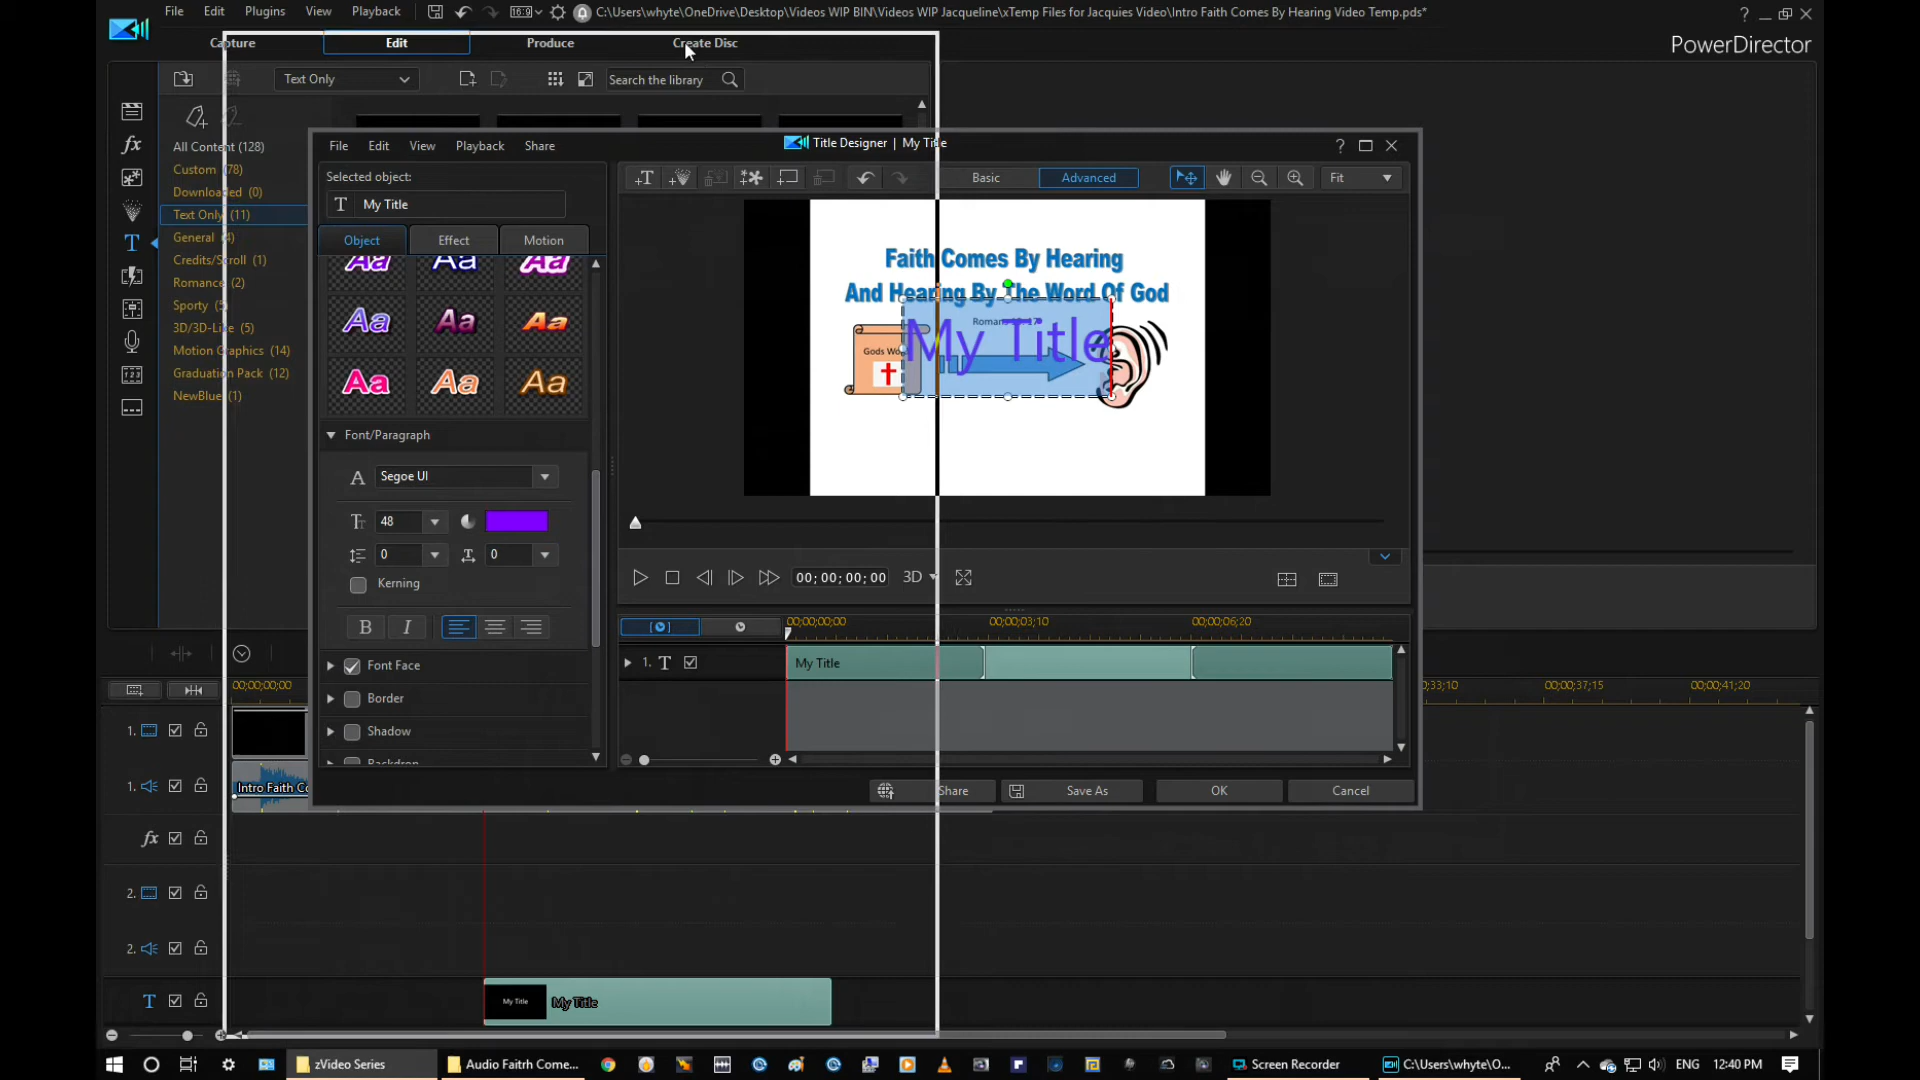 File Edit Plugins View Playback 16:9 C:\Users\whyte\OneDrive\Desktop\Videos WIP BIN\Videos WIP Jacqueline\xTemp Files for Jacquies Video\Intro Faith Comes By Hearing Video Temp.pds* ?
Capture Edit Produce Create Disc PowerDirector
Text Only Search the library
All Content (128)
Custom (78)
Downloaded (0)
Text Only (11)
General (4)
Credits/Scroll (1)
Romance (2)
Sporty (5)
3D/3D-Like (5)
Motion Graphics (14)
Graduation Pack (12)
NewBlue (1)
Title Designer | My Title ?
File Edit View Playback Share
Selected object:
T My Title
Object Effect Motion
Basic Advanced Fit
Aa Aa Aa
Aa Aa Aa
Aa Aa Aa
Font/Paragraph
A Segoe UI
48
0 0
Kerning
B I
Font Face
Border
Shadow
Backdrop
Faith Comes By Hearing
And Hearing By The Word Of God
My Title
00;00;00;00 3D
00;00;00;00 00;00;03;10 00;00;06;20
1. T My Title
Share Save As OK Cancel
00;00;00;00 33;10 00;00;37;15 00;00;41;20
1.
1. Intro Faith Co
fx
2.
2.
T My Title My Title
zVideo Series Audio Faitrh Come... Screen Recorder C:\Users\whyte\O... ENG 12:40 PM